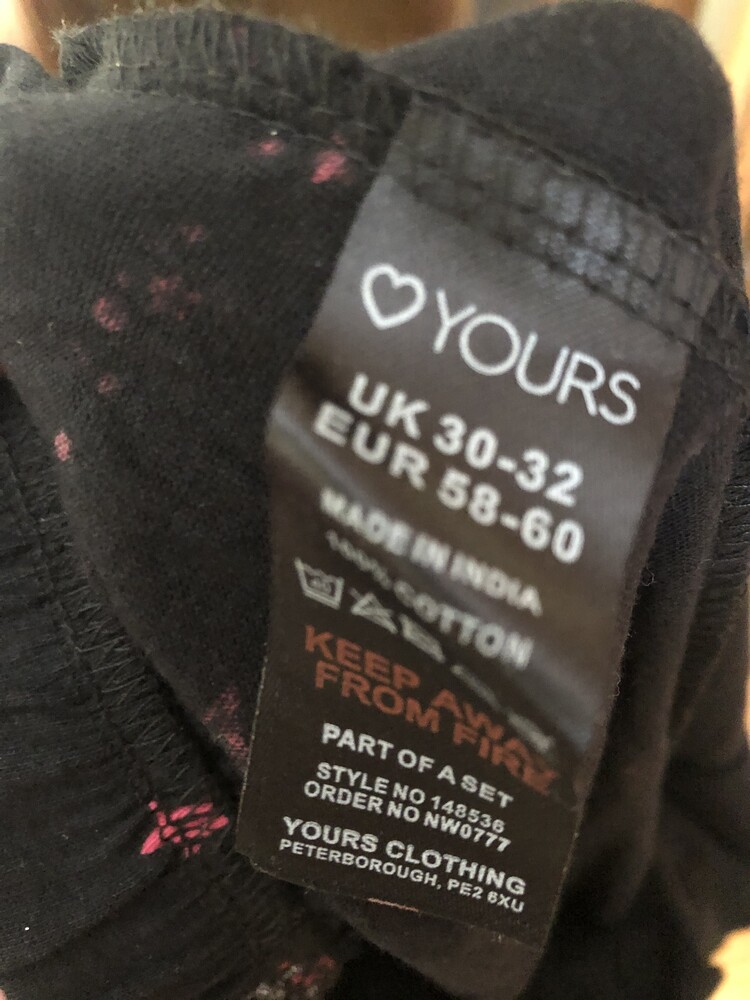 YOURS
UK 30-32
EUR 58-60
MADE IN INDIA
100% COTTON
40
KEEP AWAY
FROM FIRE
PART OF A SET
STYLE NO 148536
ORDER NO NW0777
YOURS CLOTHING
PETERBOROUGH, PE2 6XU